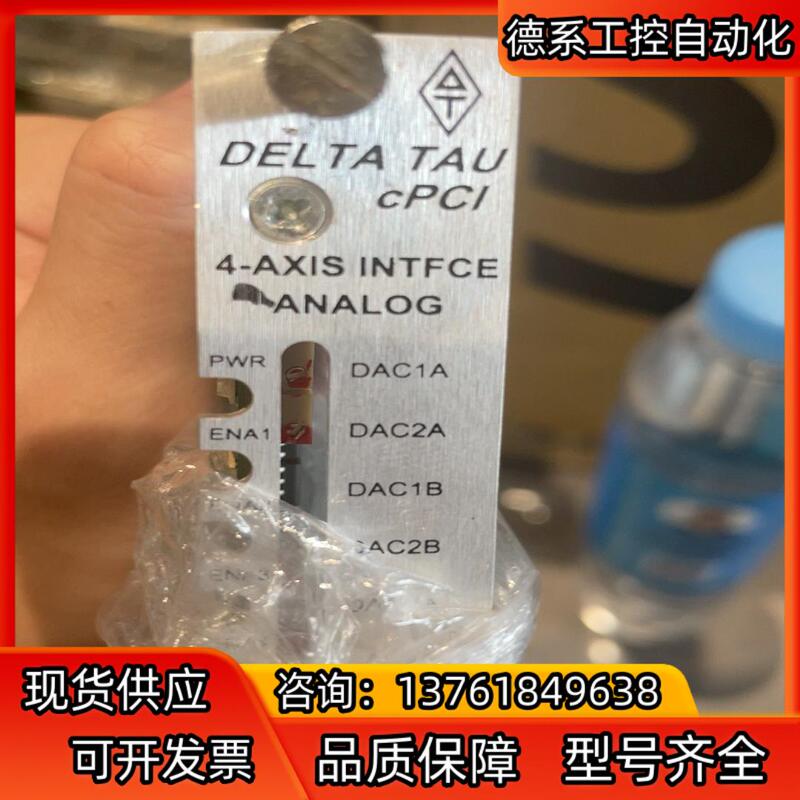 德系工控自动化
DELTA TAU
cPCI
4-AXIS INTFCE
ANALOG
PWR
DAC1A
ENA1
DAC2A
DAC1B
DAC2B
现货供应
咨询：13761849638
可开发票
品质保障
型号齐全